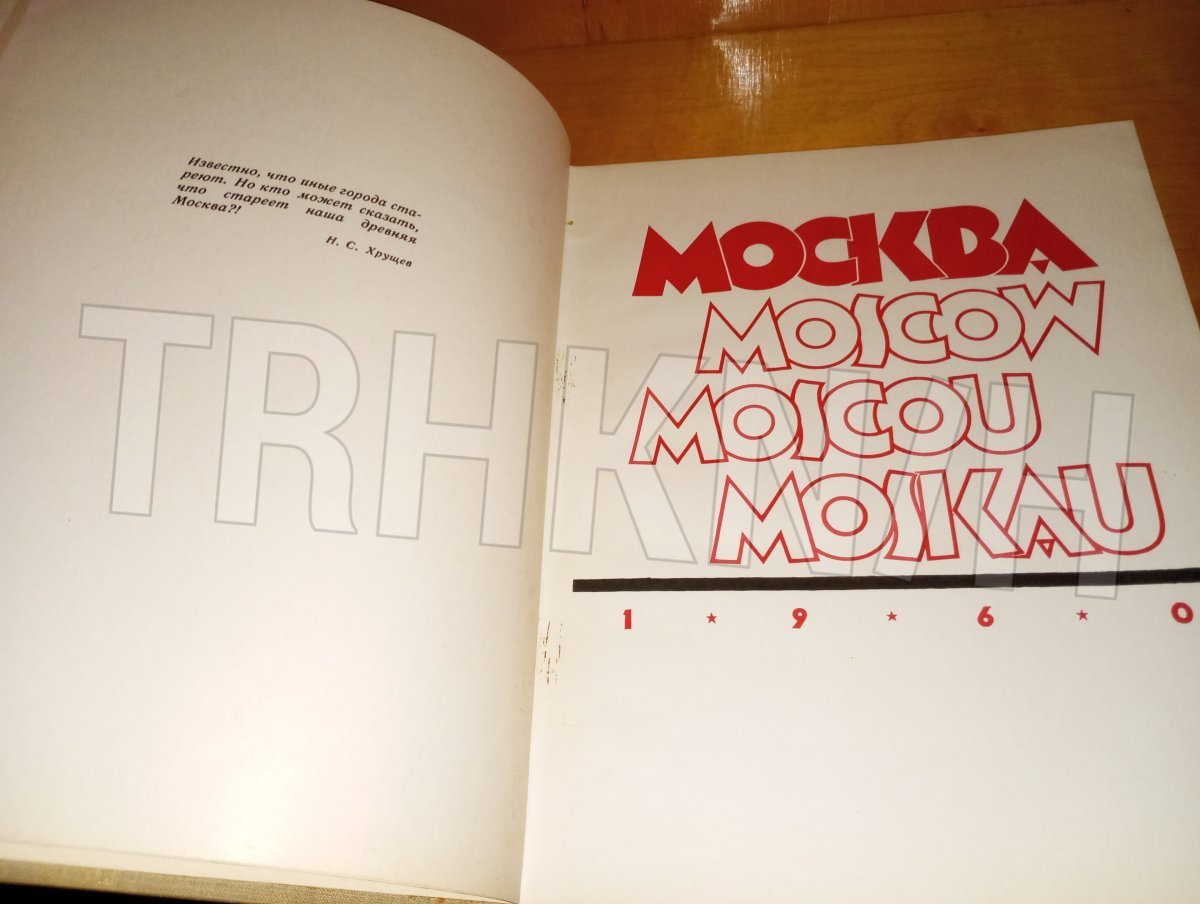 Известно, что иные города ста-
реют. Но кто может сказать,
что стареет наша древняя
Москва?!
Н. С. Хрущев
МОСКВА
MOSCOW
MOSCOU
MOSKAU
1 ★ 9 ★ 6 ★ 0